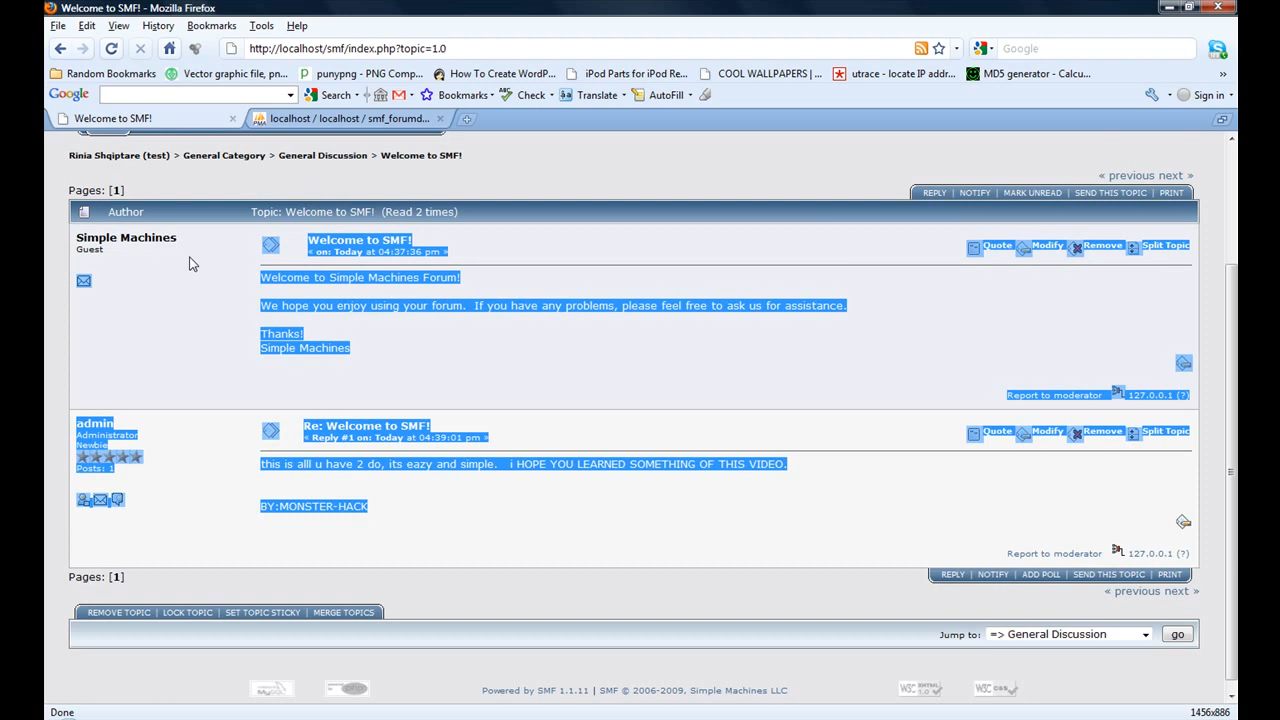 Welcome to SMF! - Mozilla Firefox
File Edit View History Bookmarks Tools Help
http://localhost/smf/index.php?topic=1.0
Google
Random Bookmarks Vector graphic file, pn... punypng - PNG Comp... How To Create WordP... iPod Parts for iPod Re... COOL WALLPAPERS | ... utrace - locate IP addr... MD5 generator - Calcu... »
Google Search Bookmarks Check Translate AutoFill Sign in
Welcome to SMF! localhost / localhost / smf_forumd...
Rinia Shqiptare (test) > General Category > General Discussion > Welcome to SMF!
« previous next »
Pages: [1]
REPLY | NOTIFY | MARK UNREAD | SEND THIS TOPIC | PRINT
Author Topic: Welcome to SMF! (Read 2 times)
Simple Machines
Guest
Welcome to SMF!
« on: Today at 04:37:36 pm »
Quote Modify Remove Split Topic
Welcome to Simple Machines Forum!
We hope you enjoy using your forum. If you have any problems, please feel free to ask us for assistance.
Thanks!
Simple Machines
Report to moderator 127.0.0.1 (?)
admin
Administrator
Newbie
Posts: 1
Re: Welcome to SMF!
« Reply #1 on: Today at 04:39:01 pm »
Quote Modify Remove Split Topic
this is alll u have 2 do, its eazy and simple. i HOPE YOU LEARNED SOMETHING OF THIS VIDEO.
BY:MONSTER-HACK
Report to moderator 127.0.0.1 (?)
Pages: [1]
REPLY | NOTIFY | ADD POLL | SEND THIS TOPIC | PRINT
« previous next »
REMOVE TOPIC | LOCK TOPIC | SET TOPIC STICKY | MERGE TOPICS
Jump to: => General Discussion go
Powered by SMF 1.1.11 | SMF © 2006-2009, Simple Machines LLC
MySQL php W3C XHTML 1.0 W3C css
Done 1456x886